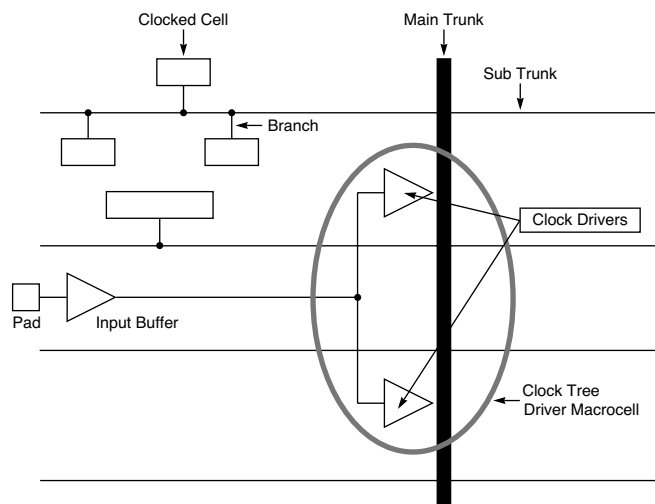 Clocked Cell
Main Trunk
Sub Trunk
Branch
Clock Drivers
Pad
Input Buffer
Clock Tree
Driver Macrocell